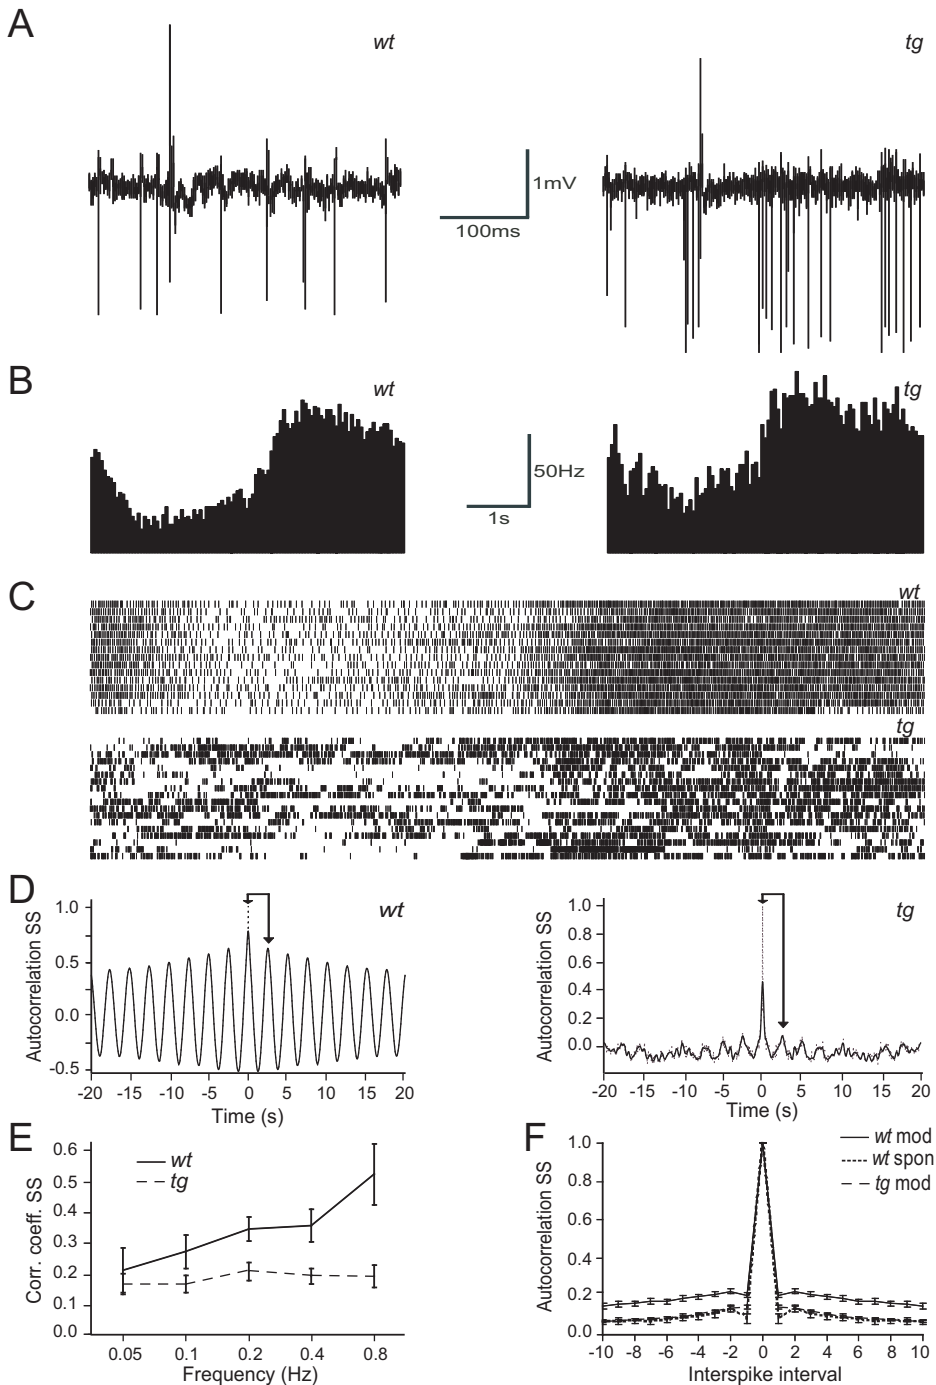 A
wt
tg
1mV
100ms
B
wt
tg
50Hz
1s
C
wt
tg
D
Autocorrelation SS
1.0
0.5
0.0
-0.5
wt
-20 -15 -10 -5 0 5 10 15 20
Time (s)
Autocorrelation SS
1.0
0.8
0.6
0.4
0.2
0.0
tg
-20 -15 -10 -5 0 5 10 15 20
Time (s)
E
Corr. coeff. SS
0.6
0.5
0.4
0.3
0.2
0.1
0.0
wt
tg
0.05 0.1 0.2 0.4 0.8
Frequency (Hz)
F
Autocorrelation SS
1.0
0.8
0.6
0.4
0.2
0.0
wt mod
wt spon
tg mod
-10 -8 -6 -4 -2 0 2 4 6 8 10
Interspike interval